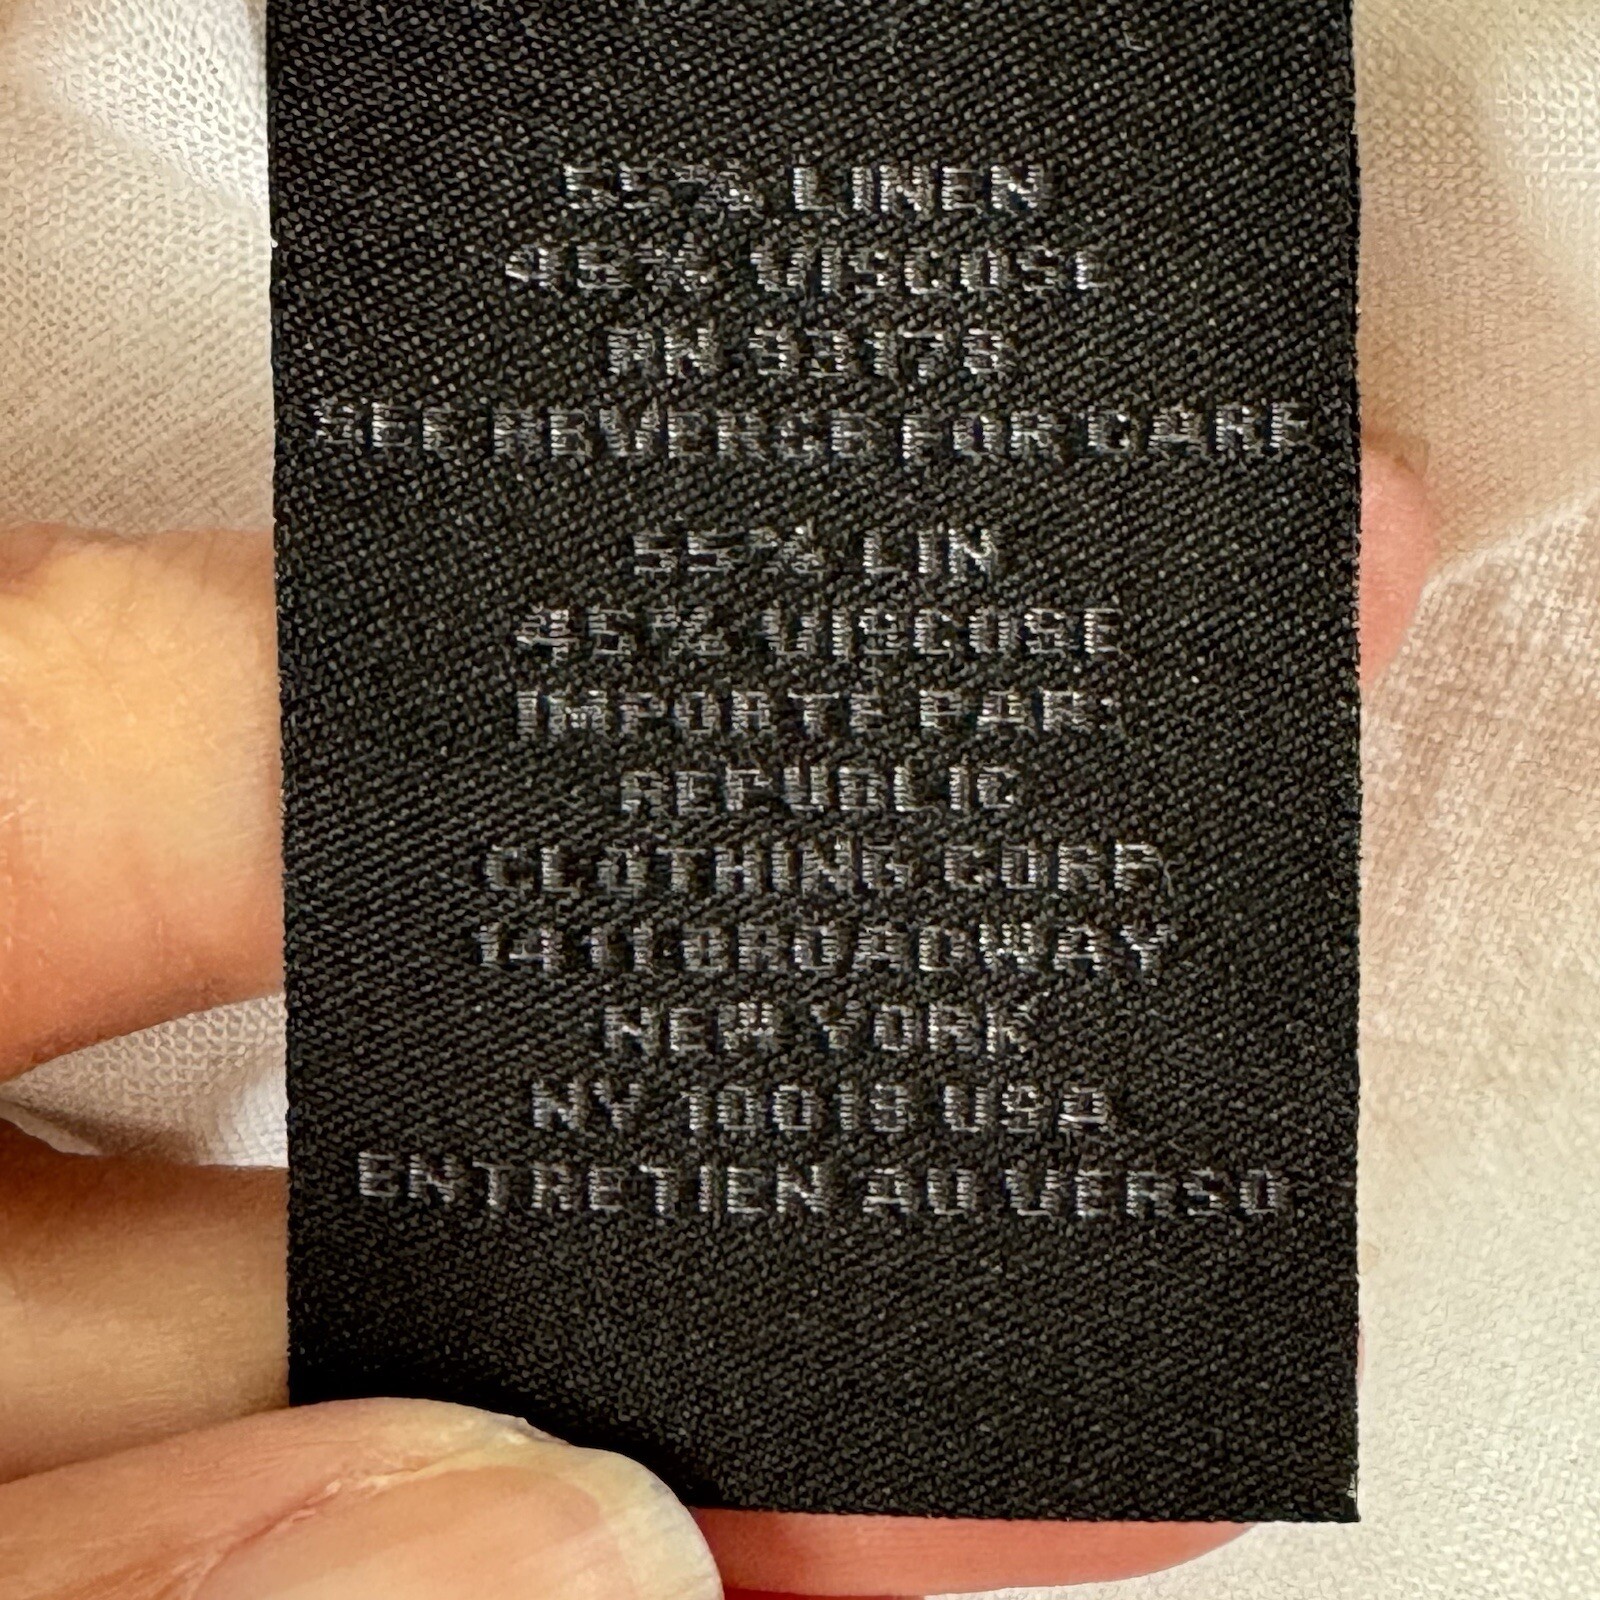 55% LINEN
45% VISCOSE
RN 93178
SEE REVERSE FOR CARE
55% LIN
45% VISCOSE
IMPORTE PAR:
REPUBLIC
CLOTHING CORP
1411 BROADWAY
NEW YORK
NY 10018 USA
ENTRETIEN AU VERSO